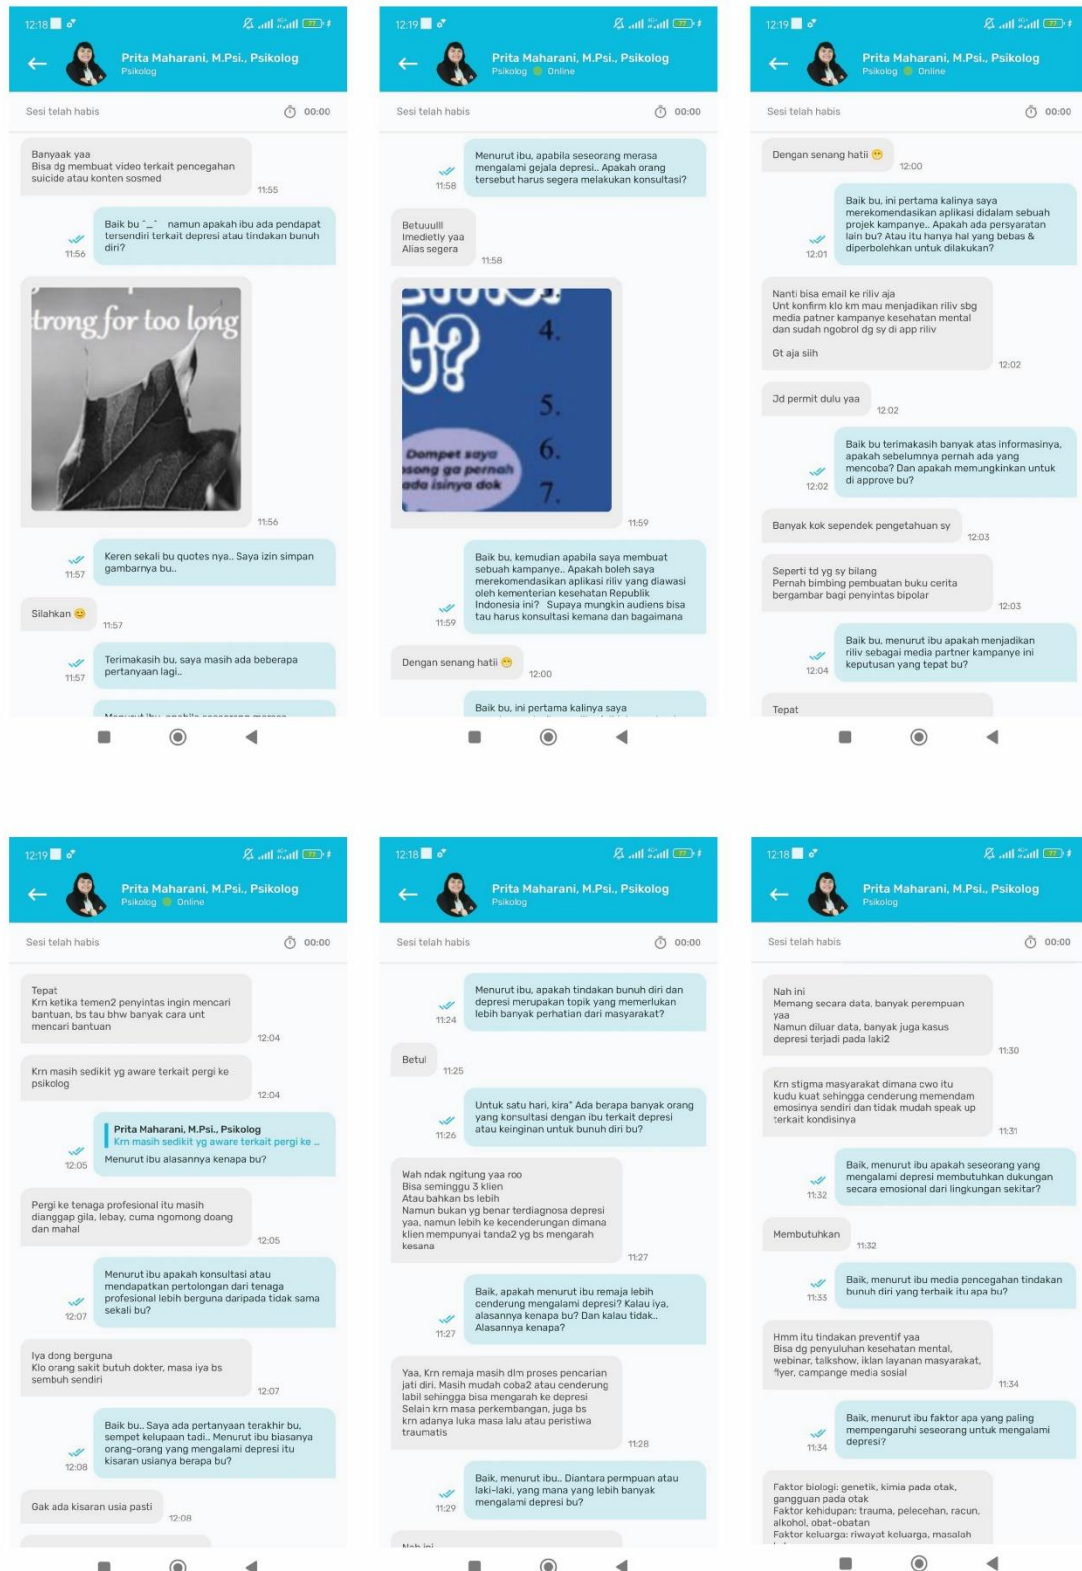 12:18
77
Prita Maharani, M.Psi., Psikolog
Psikolog
Sesi telah habis
00:00
Banyaak yaa
Bisa dg membuat video terkait pencegahan
suicide atau konten sosmed
11:55
Baik bu ^_^ namun apakah ibu ada pendapat
tersendiri terkait depresi atau tindakan bunuh
diri?
11:56
trong for too long
11:56
Keren sekali bu quotes nya.. Saya izin simpan
gambarnya bu..
11:57
Silahkan 😊
11:57
Terimakasih bu, saya masih ada beberapa
pertanyaan lagi..
11:57
12:19
77
Prita Maharani, M.Psi., Psikolog
Psikolog Online
Sesi telah habis
00:00
Menurut ibu, apabila seseorang merasa
mengalami gejala depresi.. Apakah orang
tersebut harus segera melakukan konsultasi?
11:58
Betuuulll
Imedietly yaa
Alias segera
11:58
G?
4.
5.
6.
7.
Dompet saya
osong ga pernah
ada isinya dok
11:59
Baik bu, kemudian apabila saya membuat
sebuah kampanye.. Apakah boleh saya
merekomendasikan aplikasi riliv yang diawasi
oleh kementerian kesehatan Republik
Indonesia ini? Supaya mungkin audiens bisa
tau harus konsultasi kemana dan bagaimana
11:59
Dengan senang hatii 😁
12:00
Baik bu, ini pertama kalinya saya
12:19
77
Prita Maharani, M.Psi., Psikolog
Psikolog Online
Sesi telah habis
00:00
Dengan senang hatii 😁
12:00
Baik bu, ini pertama kalinya saya
merekomendasikan aplikasi didalam sebuah
projek kampanye.. Apakah ada persyaratan
lain bu? Atau itu hanya hal yang bebas &
diperbolehkan untuk dilakukan?
12:01
Nanti bisa email ke riliv aja
Unt konfirm klo km mau menjadikan riliv sbg
media patner kampanye kesehatan mental
dan sudah ngobrol dg sy di app riliv
Gt aja siih
12:02
Jd permit dulu yaa
12:02
Baik bu terimakasih banyak atas informasinya,
apakah sebelumnya pernah ada yang
mencoba? Dan apakah memungkinkan untuk
di approve bu?
12:02
Banyak kok sependek pengetahuan sy
12:03
Seperti td yg sy bilang
Pernah bimbing pembuatan buku cerita
bergambar bagi penyintas bipolar
12:03
Baik bu, menurut ibu apakah menjadikan
riliv sebagai media partner kampanye ini
keputusan yang tepat bu?
12:04
Tepat
12:19
77
Prita Maharani, M.Psi., Psikolog
Psikolog Online
Sesi telah habis
00:00
Tepat
Krn ketika temen2 penyintas ingin mencari
bantuan, bs tau bhw banyak cara unt
mencari bantuan
12:04
Krn masih sedikit yg aware terkait pergi ke
psikolog
12:04
Prita Maharani, M.Psi., Psikolog
Krn masih sedikit yg aware terkait pergi ke ...
Menurut ibu alasannya kenapa bu?
12:05
Pergi ke tenaga profesional itu masih
dianggap gila, lebay, cuma ngomong doang
dan mahal
12:05
Menurut ibu apakah konsultasi atau
mendapatkan pertolongan dari tenaga
profesional lebih berguna daripada tidak sama
sekali bu?
12:07
Iya dong berguna
Klo orang sakit butuh dokter, masa iya bs
sembuh sendiri
12:07
Baik bu.. Saya ada pertanyaan terakhir bu,
sempet kelupaan tadi.. Menurut ibu biasanya
orang-orang yang mengalami depresi itu
kisaran usianya berapa bu?
12:08
Gak ada kisaran usia pasti
12:08
12:18
77
Prita Maharani, M.Psi., Psikolog
Psikolog
Sesi telah habis
00:00
Menurut ibu, apakah tindakan bunuh diri dan
depresi merupakan topik yang memerlukan
lebih banyak perhatian dari masyarakat?
11:24
Betul
11:25
Untuk satu hari, kira" Ada berapa banyak orang
yang konsultasi dengan ibu terkait depresi
atau keinginan untuk bunuh diri bu?
11:26
Wah ndak ngitung yaa roo
Bisa seminggu 3 klien
Atau bahkan bs lebih
Namun bukan yg benar terdiagnosa depresi
yaa, namun lebih ke kecenderungan dimana
klien mempunyai tanda2 yg bs mengarah
kesana
11:27
Baik, apakah menurut ibu remaja lebih
cenderung mengalami depresi? Kalau iya,
alasannya kenapa bu? Dan kalau tidak..
Alasannya kenapa?
11:27
Yaa, Krn remaja masih dlm proses pencarian
jati diri. Masih mudah coba2 atau cenderung
labil sehingga bisa mengarah ke depresi
Selain krn masa perkembangan, juga bs
krn adanya luka masa lalu atau peristiwa
traumatis
11:28
Baik, menurut ibu.. Diantara permpuan atau
laki-laki, yang mana yang lebih banyak
mengalami depresi bu?
11:29
Nah ini
12:18
77
Prita Maharani, M.Psi., Psikolog
Psikolog
Sesi telah habis
00:00
Nah ini
Memang secara data, banyak perempuan
yaa
Namun diluar data, banyak juga kasus
depresi terjadi pada laki2
11:30
Krn stigma masyarakat dimana cwo itu
kudu kuat sehingga cenderung memendam
emosinya sendiri dan tidak mudah speak up
terkait kondisinya
11:31
Baik, menurut ibu apakah seseorang yang
mengalami depresi membutuhkan dukungan
secara emosional dari lingkungan sekitar?
11:32
Membutuhkan
11:32
Baik, menurut ibu media pencegahan tindakan
bunuh diri yang terbaik itu apa bu?
11:33
Hmm itu tindakan preventif yaa
Bisa dg penyuluhan kesehatan mental,
webinar, talkshow, iklan layanan masyarakat,
flyer, campange media sosial
11:34
Baik, menurut ibu faktor apa yang paling
mempengaruhi seseorang untuk mengalami
depresi?
11:34
Faktor biologi: genetik, kimia pada otak,
gangguan pada otak
Faktor kehidupan: trauma, pelecehan, racun,
alkohol, obat-obatan
Faktor keluarga: riwayat keluarga, masalah